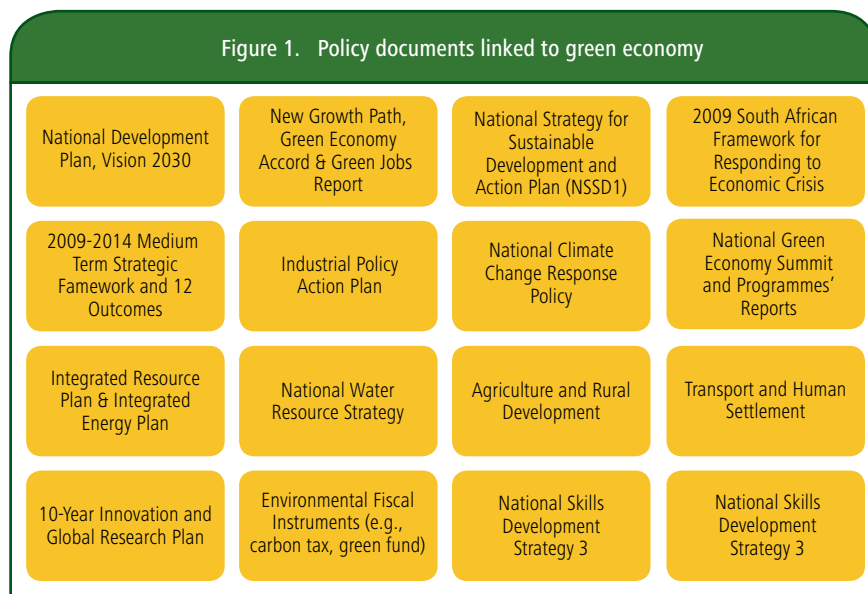 Figure 1. Policy documents linked to green economy
National Development
Plan, Vision 2030
New Growth Path,
Green Economy
Accord & Green Jobs
Report
National Strategy for
Sustainable
Development and
Action Plan (NSSD1)
2009 South African
Framework for
Responding to
Economic Crisis
2009-2014 Medium
Term Strategic
Famework and 12
Outcomes
Industrial Policy
Action Plan
National Climate
Change Response
Policy
National Green
Economy Summit
and Programmes’
Reports
Integrated Resource
Plan & Integrated
Energy Plan
National Water
Resource Strategy
Agriculture and Rural
Development
Transport and Human
Settlement
10-Year Innovation and
Global Research Plan
Environmental Fiscal
Instruments (e.g.,
carbon tax, green fund)
National Skills
Development
Strategy 3
National Skills
Development
Strategy 3